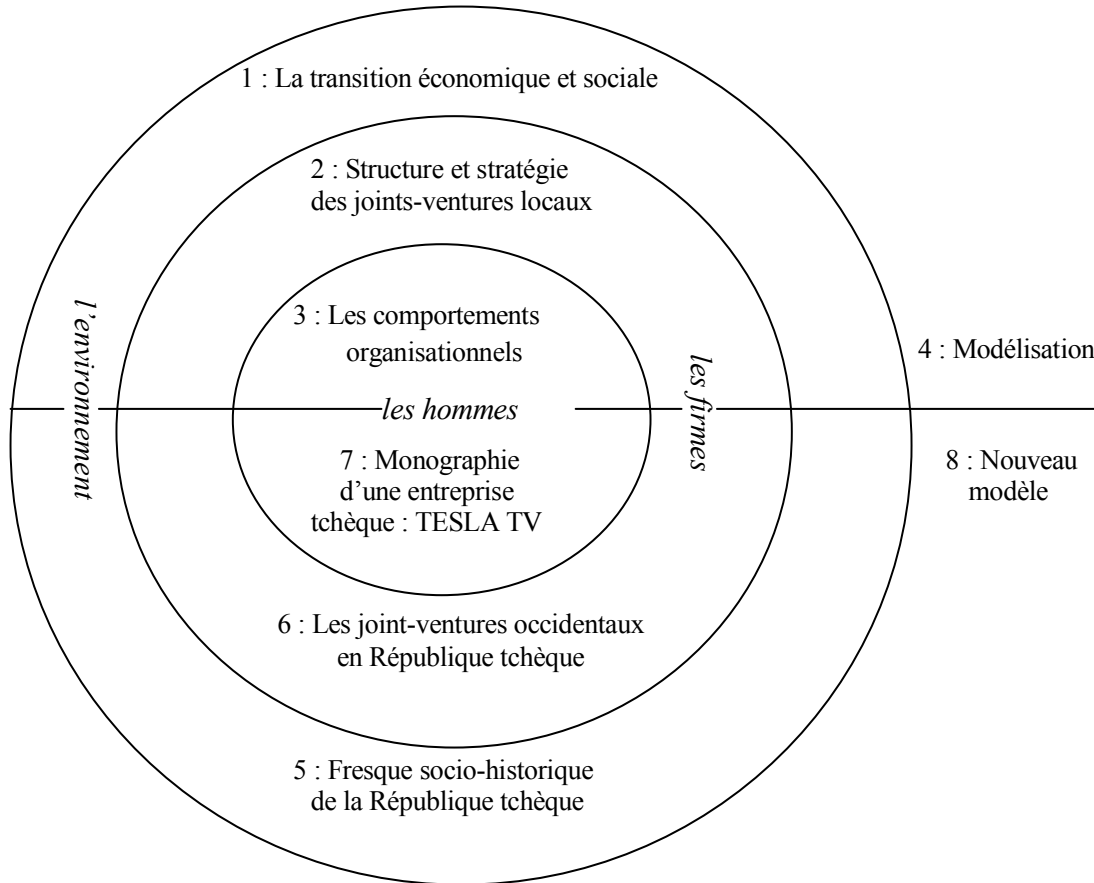 1 : La transition économique et sociale
2 : Structure et stratégie
des joints-ventures locaux
3 : Les comportements
organisationnels
l'environnement
les hommes
les firmes
4 : Modélisation
7 : Monographie
d'une entreprise
tchèque : TESLA TV
8 : Nouveau
modèle
6 : Les joint-ventures occidentaux
en République tchèque
5 : Fresque socio-historique
de la République tchèque